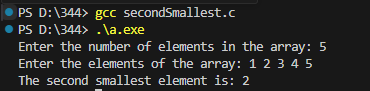 PS D:\344> gcc secondSmallest.c
PS D:\344> .\a.exe
Enter the number of elements in the array: 5
Enter the elements of the array: 1 2 3 4 5
The second smallest element is: 2